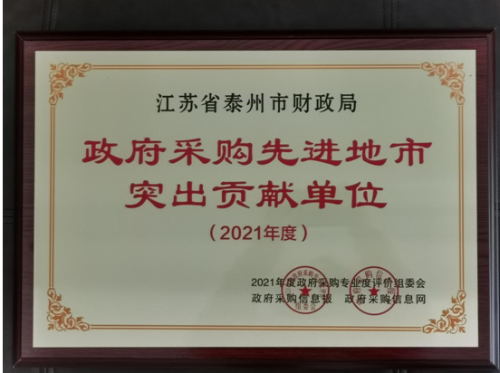 江苏省泰州市财政局
政府采购先进地市
突出贡献单位
（2021年度）
2021年度政府采购专业度评价组委会
政府采购信息报 政府采购信息网